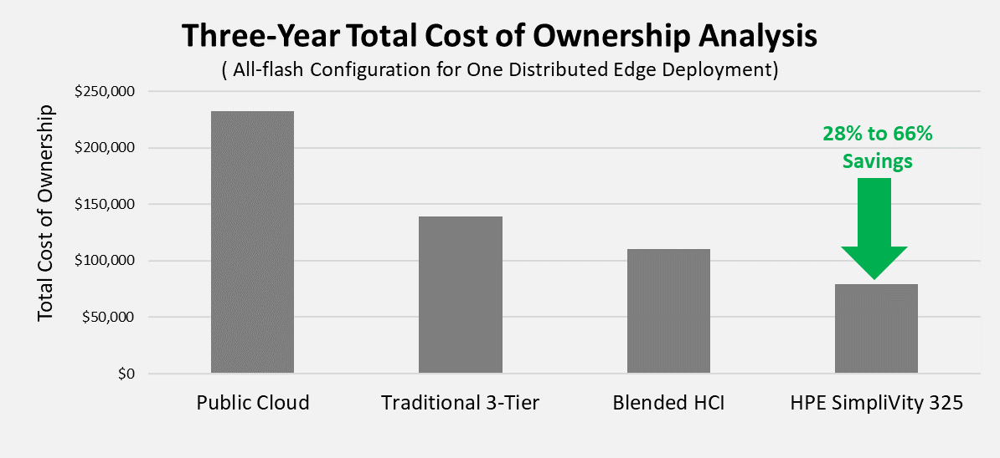 Three-Year Total Cost of Ownership Analysis
( All-flash Configuration for One Distributed Edge Deployment)
Total Cost of Ownership
$250,000
$200,000
$150,000
$100,000
$50,000
$0
28% to 66%
Savings
Public Cloud
Traditional 3-Tier
Blended HCI
HPE SimpliVity 325